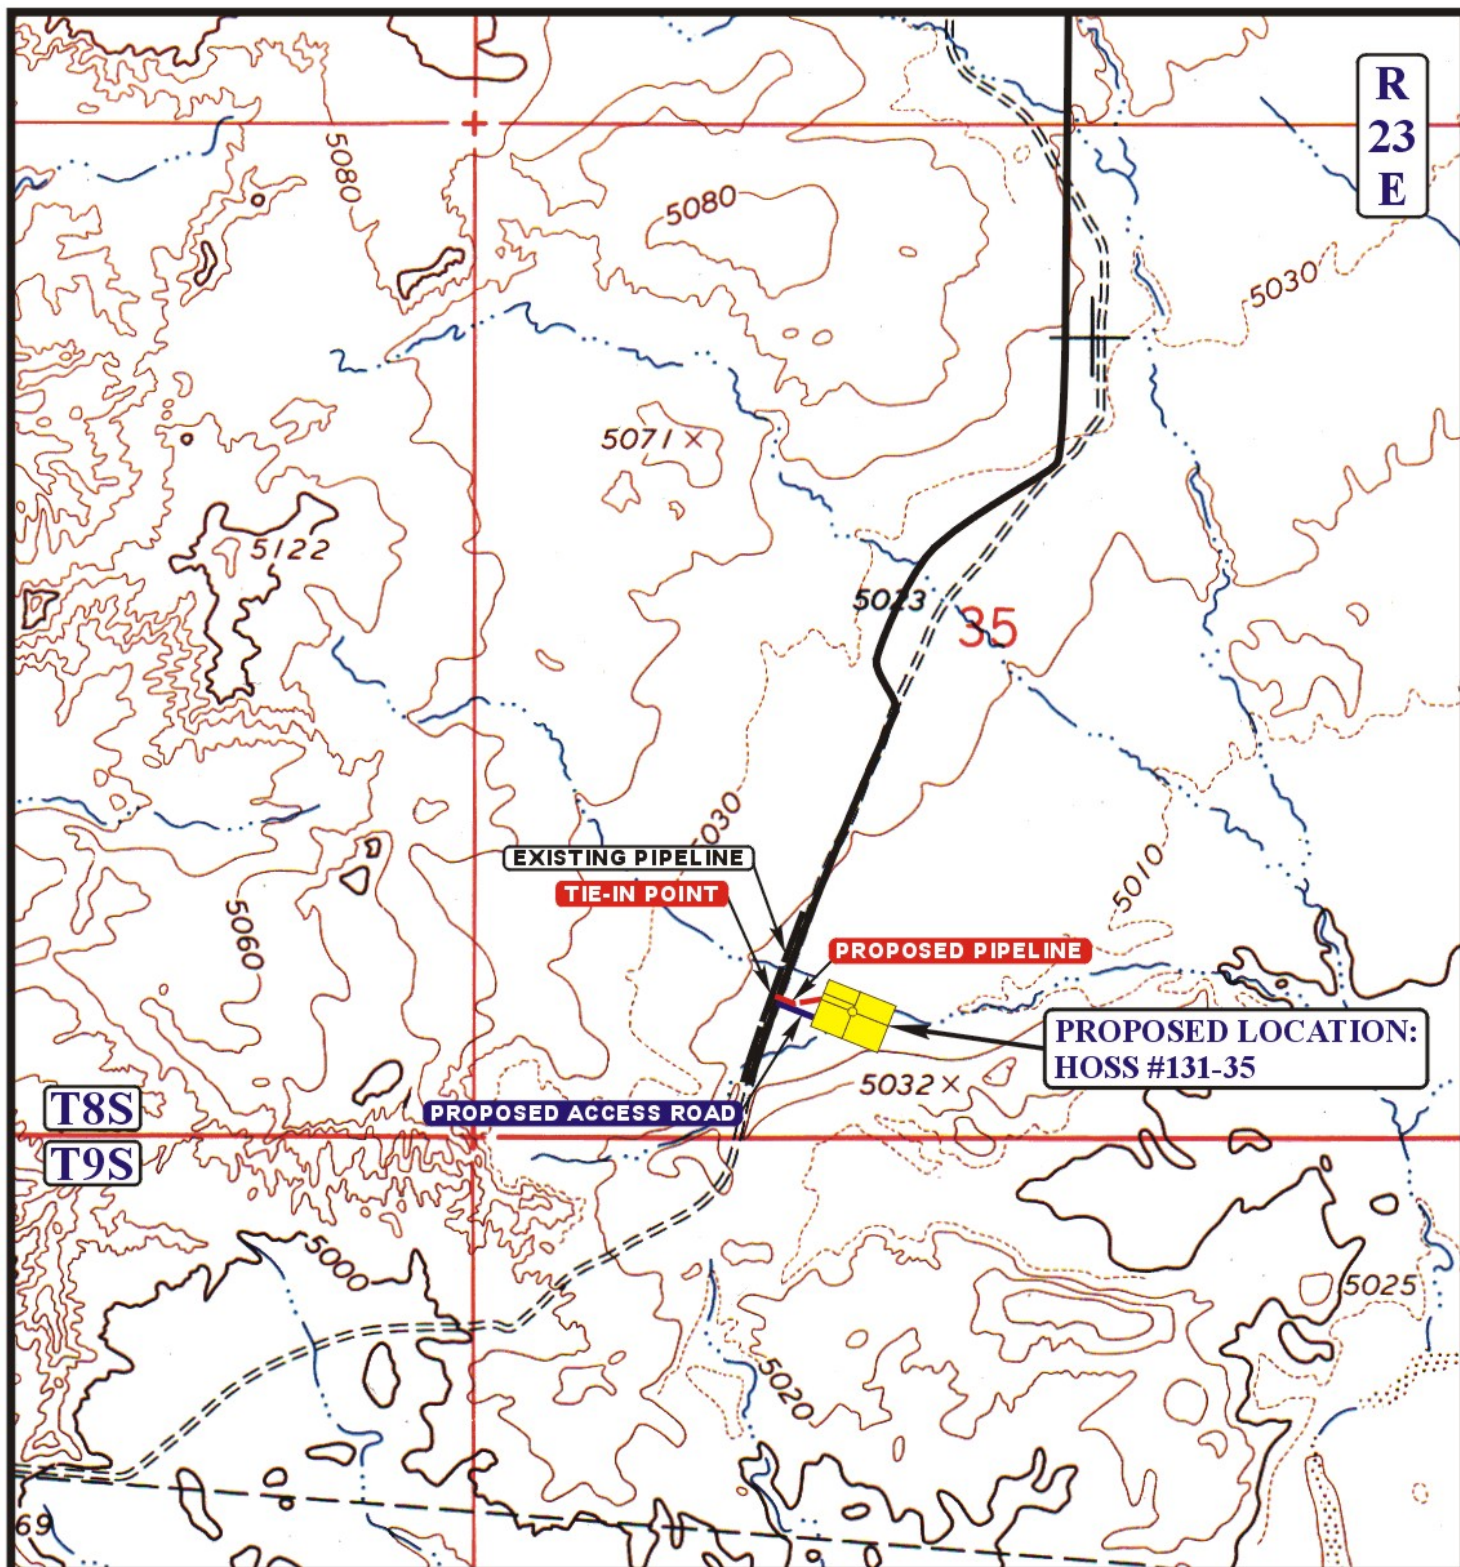 R
23
E
5080
5080
5030
5071
5122
5023
35
030
EXISTING PIPELINE
TIE-IN POINT
5010
5060
PROPOSED PIPELINE
PROPOSED LOCATION:
HOSS #131-35
5032
T8S
PROPOSED ACCESS ROAD
T9S
5000
5025
5020
69